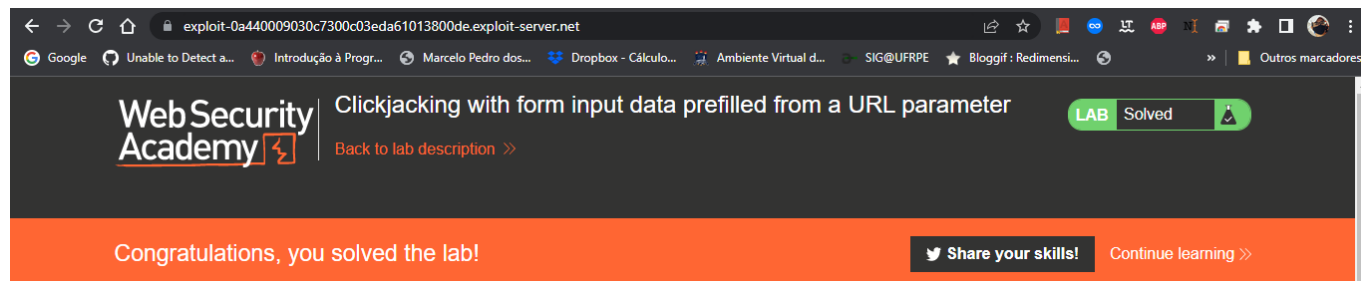 exploit-0a440009030c7300c03eda61013800de.exploit-server.net
Google Unable to Detect a... Introdução à Progr... Marcelo Pedro dos... Dropbox - Cálculo... Ambiente Virtual d... SIG@UFRPE Bloggif : Redimensi... » Outros marcadores
WebSecurity
Academy
Clickjacking with form input data prefilled from a URL parameter
Back to lab description »
LAB Solved
Congratulations, you solved the lab!
Share your skills!
Continue learning »